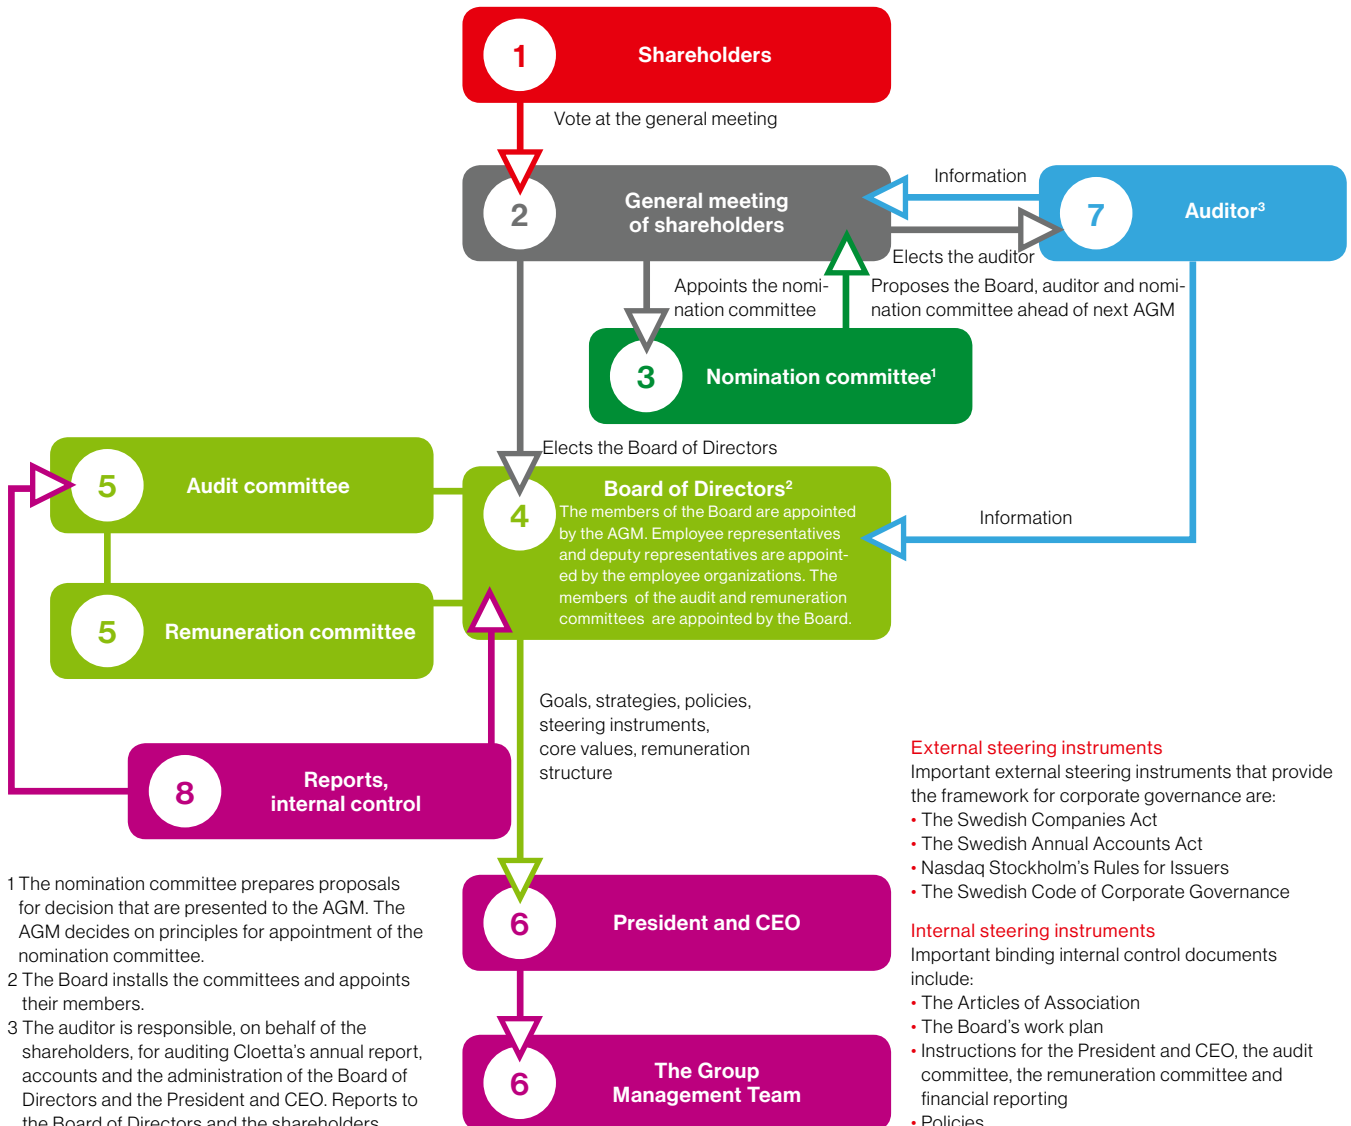 1
Shareholders
Vote at the general meeting
2
General meeting
of shareholders
Information
7
Auditor³
Elects the auditor
Appoints the nomi-
nation committee
Proposes the Board, auditor and nomi-
nation committee ahead of next AGM
3
Nomination committee¹
Elects the Board of Directors
5
Audit committee
4
Board of Directors²
The members of the Board are appointed
by the AGM. Employee representatives
and deputy representatives are appoint-
ed by the employee organizations. The
members of the audit and remuneration
committees are appointed by the Board.
Information
5
Remuneration committee
Goals, strategies, policies,
steering instruments,
core values, remuneration
structure
8
Reports,
internal control
6
President and CEO
6
The Group
Management Team
1 The nomination committee prepares proposals
for decision that are presented to the AGM. The
AGM decides on principles for appointment of the
nomination committee.
2 The Board installs the committees and appoints
their members.
3 The auditor is responsible, on behalf of the
shareholders, for auditing Cloetta's annual report,
accounts and the administration of the Board of
Directors and the President and CEO. Reports to
the Board of Directors and the shareholders
External steering instruments
Important external steering instruments that provide
the framework for corporate governance are:
• The Swedish Companies Act
• The Swedish Annual Accounts Act
• Nasdaq Stockholm's Rules for Issuers
• The Swedish Code of Corporate Governance
Internal steering instruments
Important binding internal control documents
include:
• The Articles of Association
• The Board's work plan
• Instructions for the President and CEO, the audit
committee, the remuneration committee and
financial reporting
• Policies